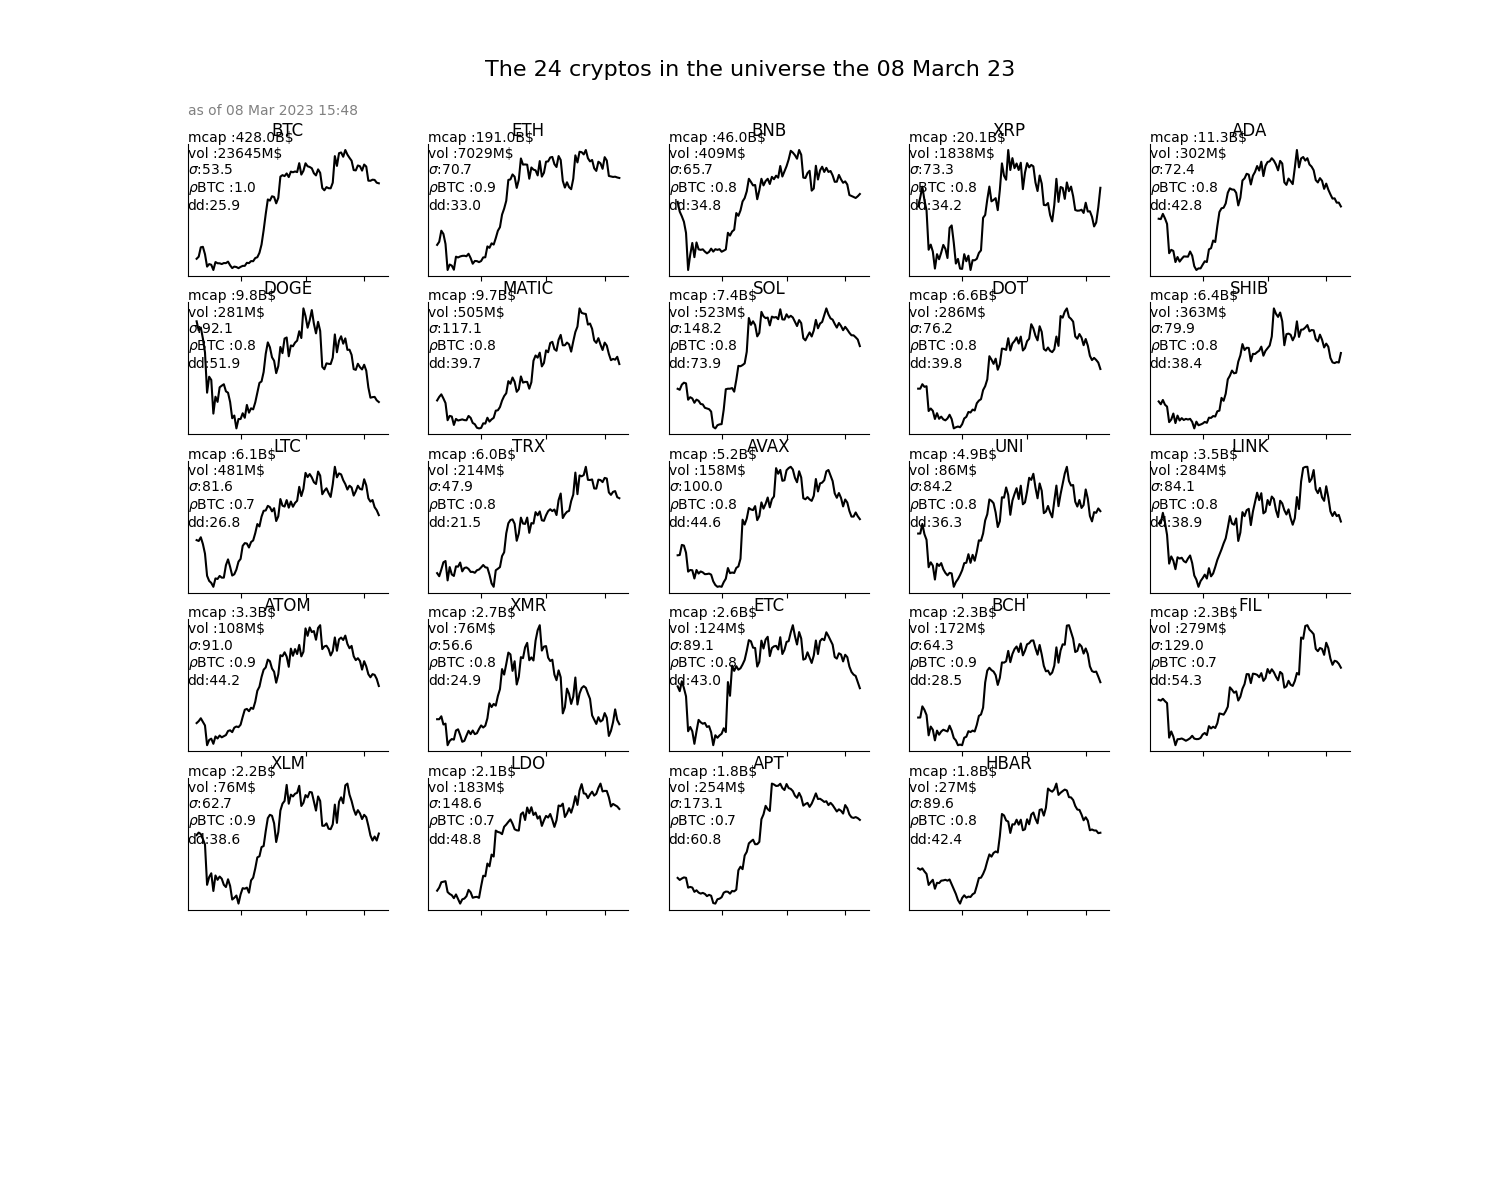 The 24 cryptos in the universe the 08 March 23
as of 08 Mar 2023 15:48
BTC
mcap :428.0B$
vol :23645M$
σ:53.5
ρBTC :1.0
dd:25.9
ETH
mcap :191.0B$
vol :7029M$
σ:70.7
ρBTC :0.9
dd:33.0
BNB
mcap :46.0B$
vol :409M$
σ:65.7
ρBTC :0.8
dd:34.8
XRP
mcap :20.1B$
vol :1838M$
σ:73.3
ρBTC :0.8
dd:34.2
ADA
mcap :11.3B$
vol :302M$
σ:72.4
ρBTC :0.8
dd:42.8
DOGE
mcap :9.8B$
vol :281M$
σ:92.1
ρBTC :0.8
dd:51.9
MATIC
mcap :9.7B$
vol :505M$
σ:117.1
ρBTC :0.8
dd:39.7
SOL
mcap :7.4B$
vol :523M$
σ:148.2
ρBTC :0.8
dd:73.9
DOT
mcap :6.6B$
vol :286M$
σ:76.2
ρBTC :0.8
dd:39.8
SHIB
mcap :6.4B$
vol :363M$
σ:79.9
ρBTC :0.8
dd:38.4
LTC
mcap :6.1B$
vol :481M$
σ:81.6
ρBTC :0.7
dd:26.8
TRX
mcap :6.0B$
vol :214M$
σ:47.9
ρBTC :0.8
dd:21.5
AVAX
mcap :5.2B$
vol :158M$
σ:100.0
ρBTC :0.8
dd:44.6
UNI
mcap :4.9B$
vol :86M$
σ:84.2
ρBTC :0.8
dd:36.3
LINK
mcap :3.5B$
vol :284M$
σ:84.1
ρBTC :0.8
dd:38.9
ATOM
mcap :3.3B$
vol :108M$
σ:91.0
ρBTC :0.9
dd:44.2
XMR
mcap :2.7B$
vol :76M$
σ:56.6
ρBTC :0.8
dd:24.9
ETC
mcap :2.6B$
vol :124M$
σ:89.1
ρBTC :0.8
dd:43.0
BCH
mcap :2.3B$
vol :172M$
σ:64.3
ρBTC :0.9
dd:28.5
FIL
mcap :2.3B$
vol :279M$
σ:129.0
ρBTC :0.7
dd:54.3
XLM
mcap :2.2B$
vol :76M$
σ:62.7
ρBTC :0.9
dd:38.6
LDO
mcap :2.1B$
vol :183M$
σ:148.6
ρBTC :0.7
dd:48.8
APT
mcap :1.8B$
vol :254M$
σ:173.1
ρBTC :0.7
dd:60.8
HBAR
mcap :1.8B$
vol :27M$
σ:89.6
ρBTC :0.8
dd:42.4